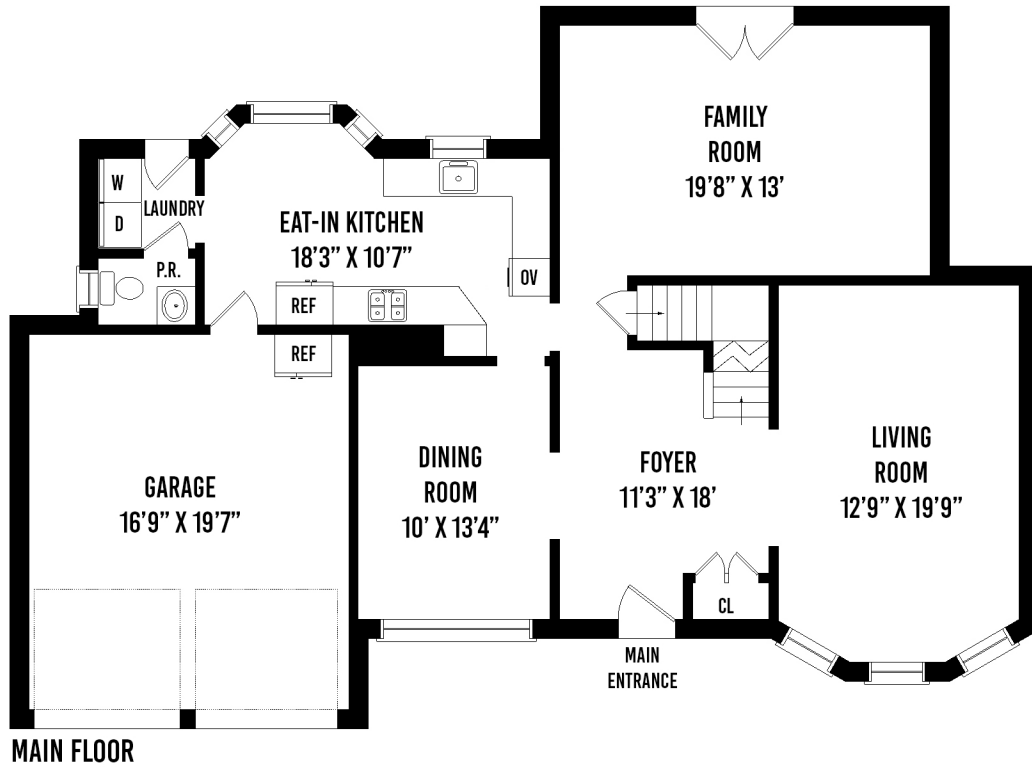 FAMILY
ROOM
19'8" X 13'
W
D
LAUNDRY
EAT-IN KITCHEN
18'3" X 10'7"
P.R.
OV
REF
REF
GARAGE
16'9" X 19'7"
DINING
ROOM
10' X 13'4"
FOYER
11'3" X 18'
LIVING
ROOM
12'9" X 19'9"
CL
MAIN
ENTRANCE
MAIN FLOOR